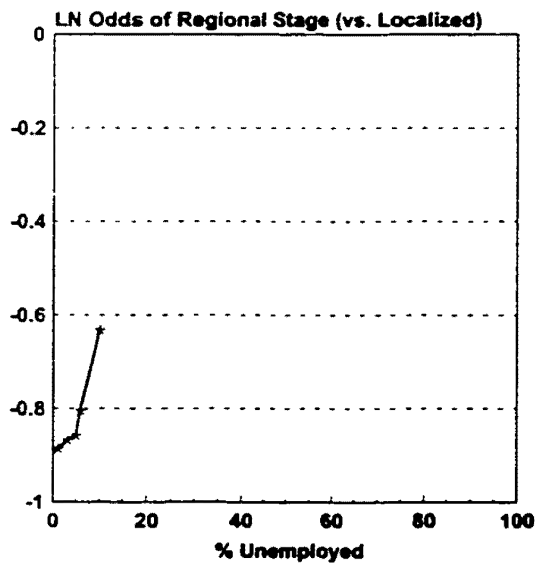 LN Odds of Regional Stage (vs. Localized)
0
-0.2
-0.4
-0.6
-0.8
-1
0 20 40 60 80 100
% Unemployed